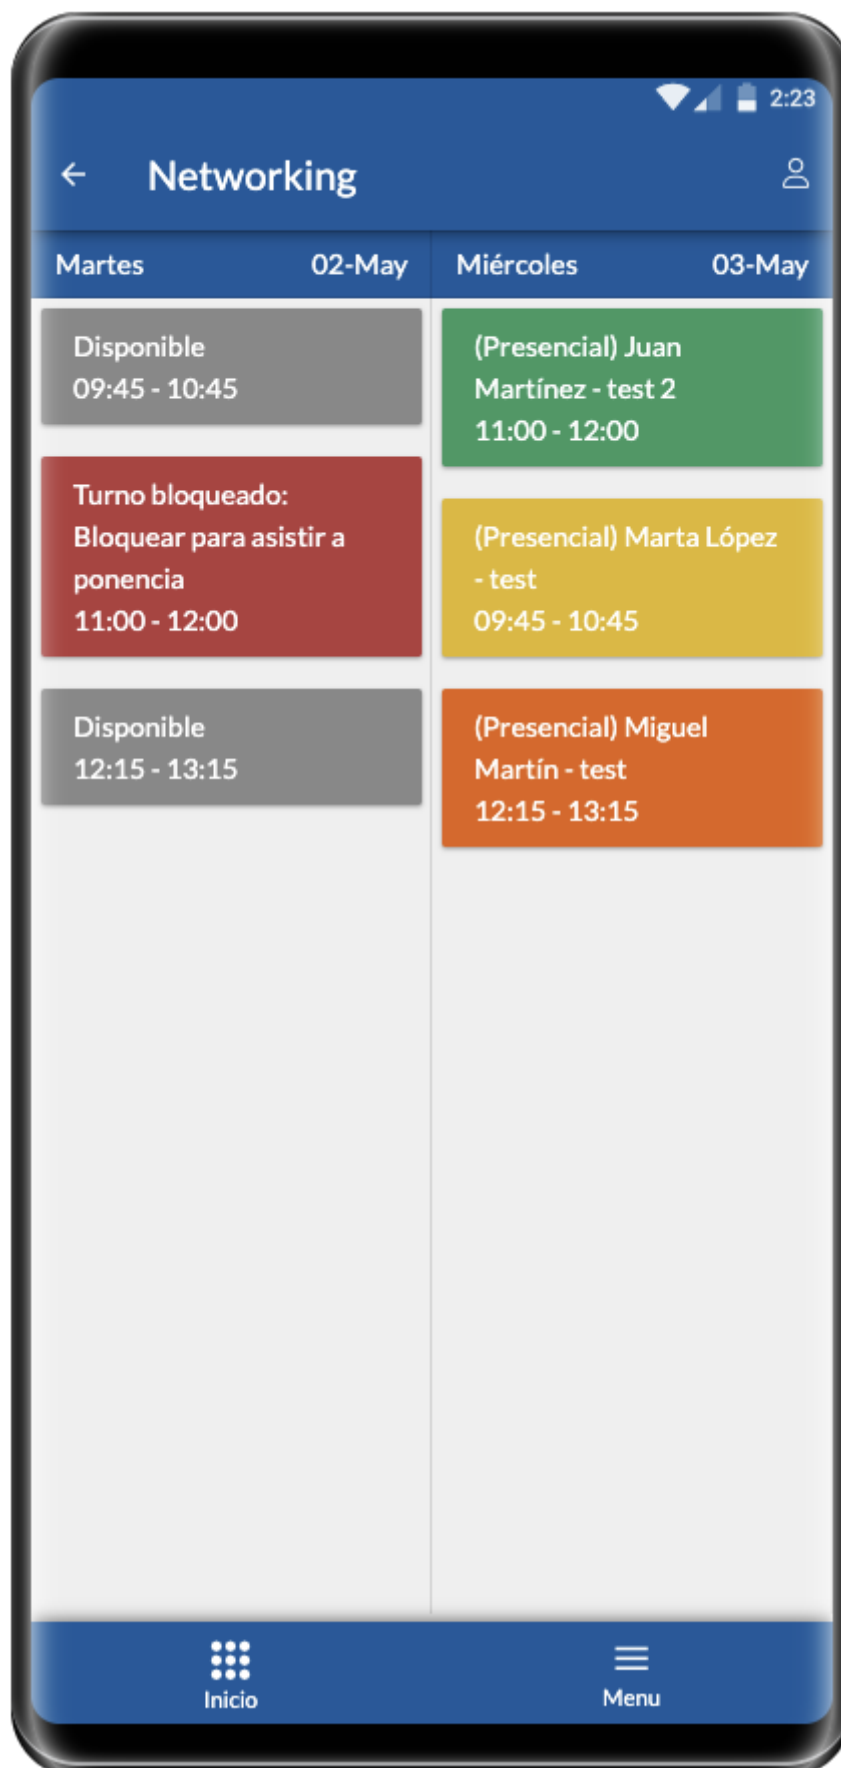 2:23
Networking
Martes 02-May
Miércoles 03-May
Disponible
09:45 - 10:45
Turno bloqueado:
Bloquear para asistir a
ponencia
11:00 - 12:00
Disponible
12:15 - 13:15
(Presencial) Juan
Martínez - test 2
11:00 - 12:00
(Presencial) Marta López
- test
09:45 - 10:45
(Presencial) Miguel
Martín - test
12:15 - 13:15
Inicio
Menu